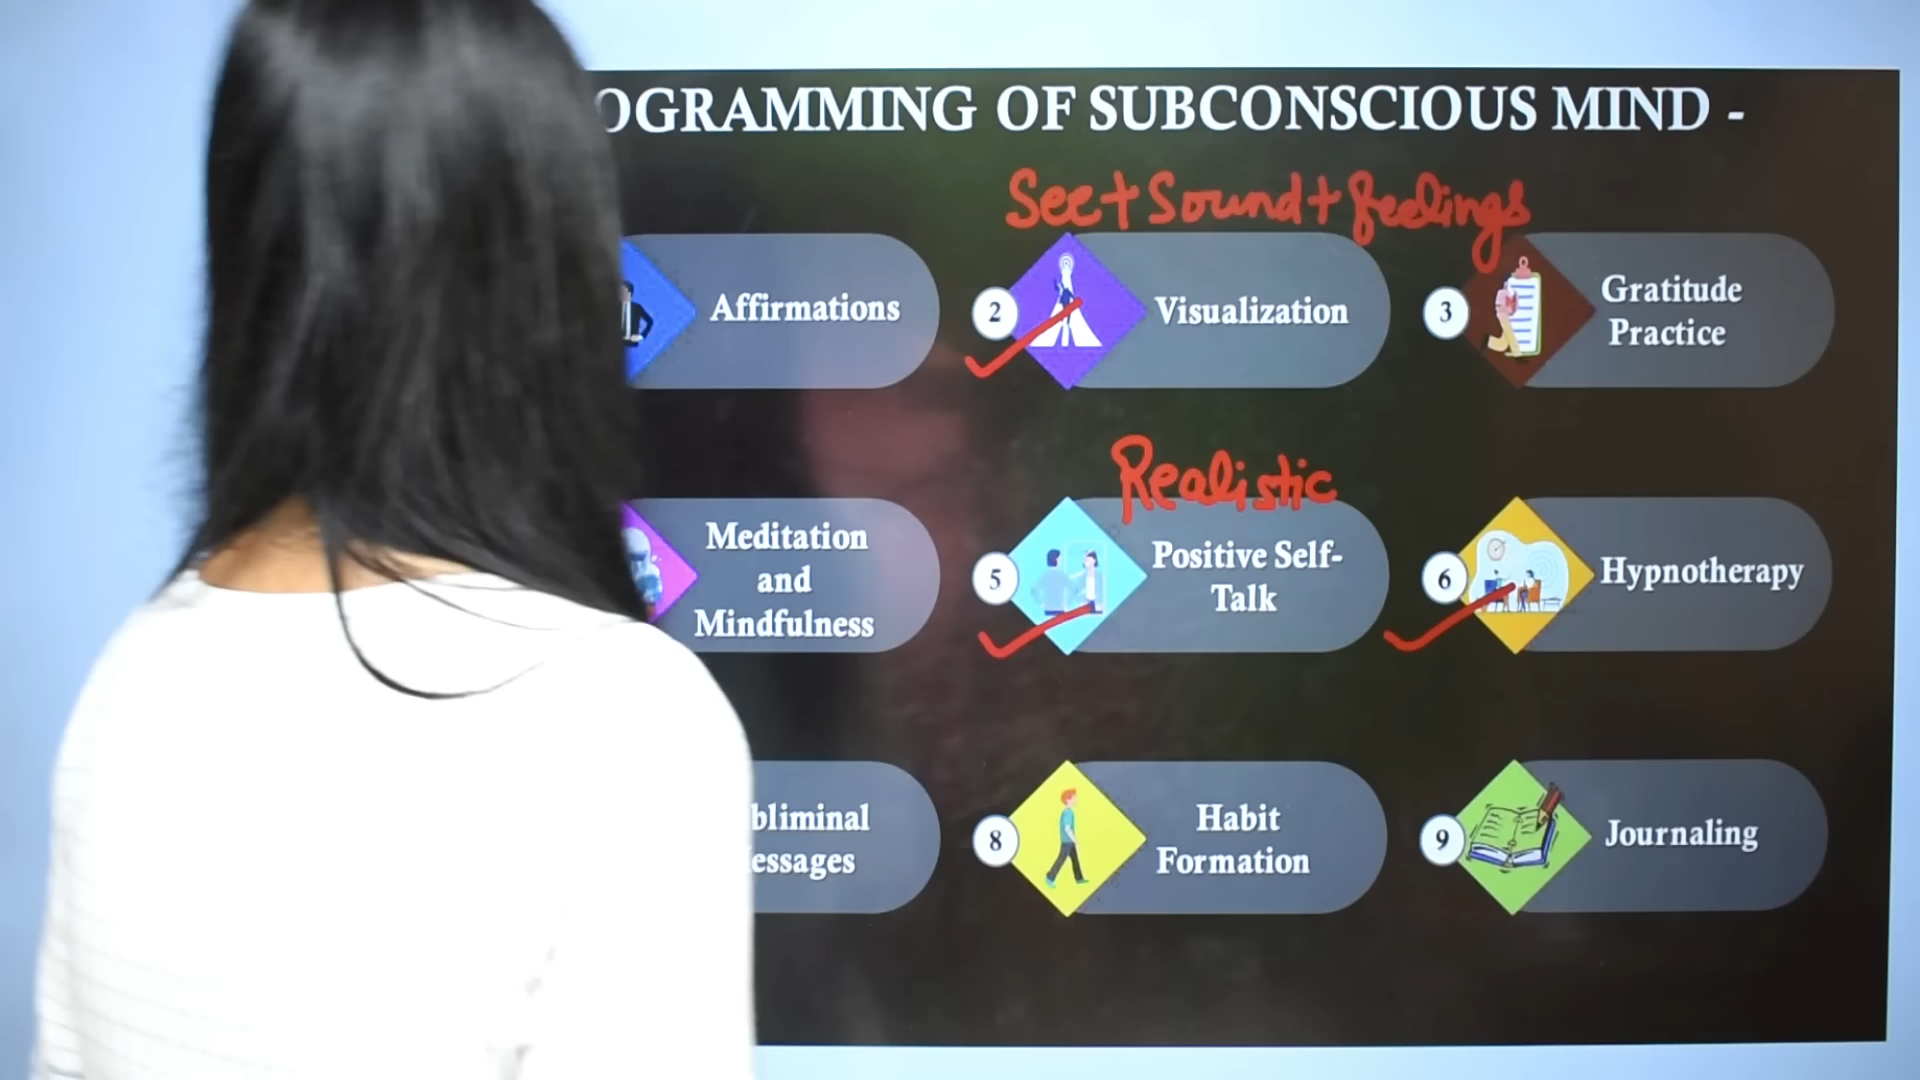 OGRAMMING OF SUBCONSCIOUS MIND -
See + Sound + feelings
Affirmations
2
Visualization
3
Gratitude
Practice
Realistic
Meditation
and
Mindfulness
5
Positive Self-
Talk
6
Hypnotherapy
bliminal
essages
8
Habit
Formation
9
Journaling